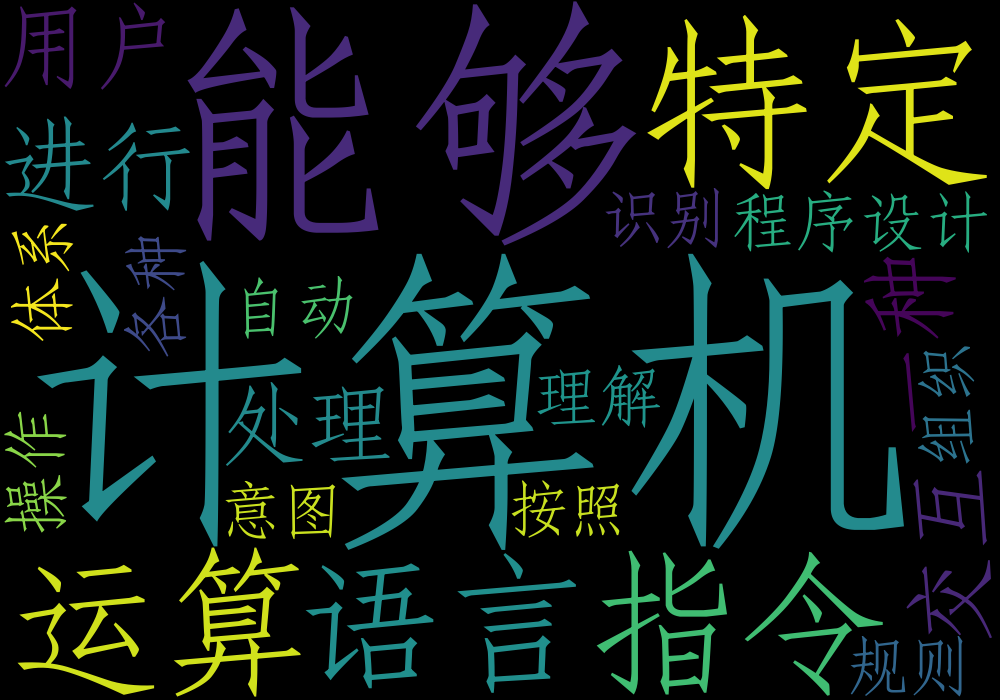 用户
能够
特定
进行
识别
程序设计
体系
各种
自动
计算机
一种
处理
理解
组织
操作
意图
按照
交互
运算
语言
指令
规则